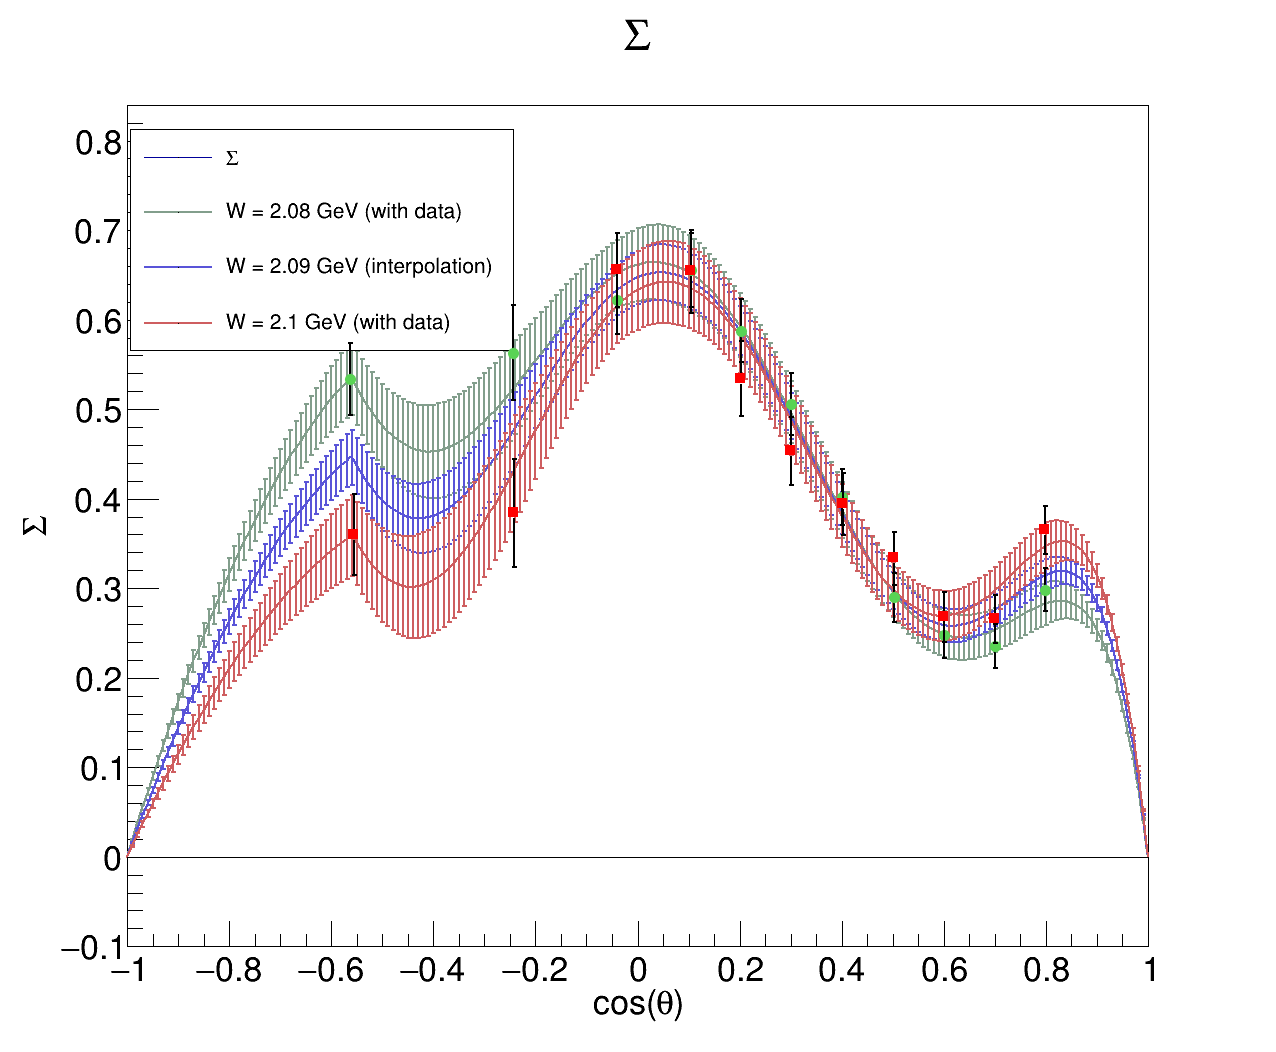 Σ
0.8
0.7
0.6
0.5
0.4
0.3
0.2
0.1
0
−0.1
Σ
Σ
W = 2.08 GeV (with data)
W = 2.09 GeV (interpolation)
W = 2.1 GeV (with data)
−1 −0.8 −0.6 −0.4 −0.2 0 0.2 0.4 0.6 0.8 1
cos(θ)